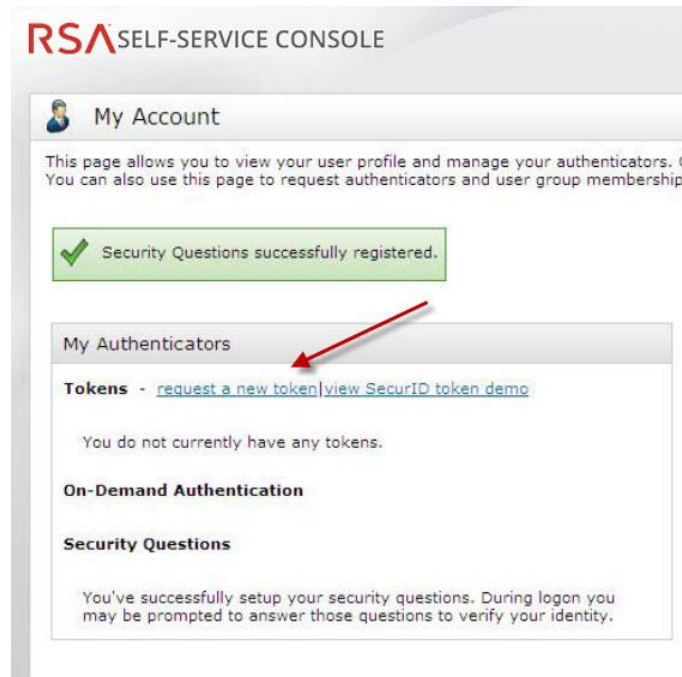 RSA SELF-SERVICE CONSOLE
My Account
This page allows you to view your user profile and manage your authenticators.
You can also use this page to request authenticators and user group membership
Security Questions successfully registered.
My Authenticators
Tokens - request a new token|view SecurID token demo
You do not currently have any tokens.
On-Demand Authentication
Security Questions
You've successfully setup your security questions. During logon you
may be prompted to answer those questions to verify your identity.